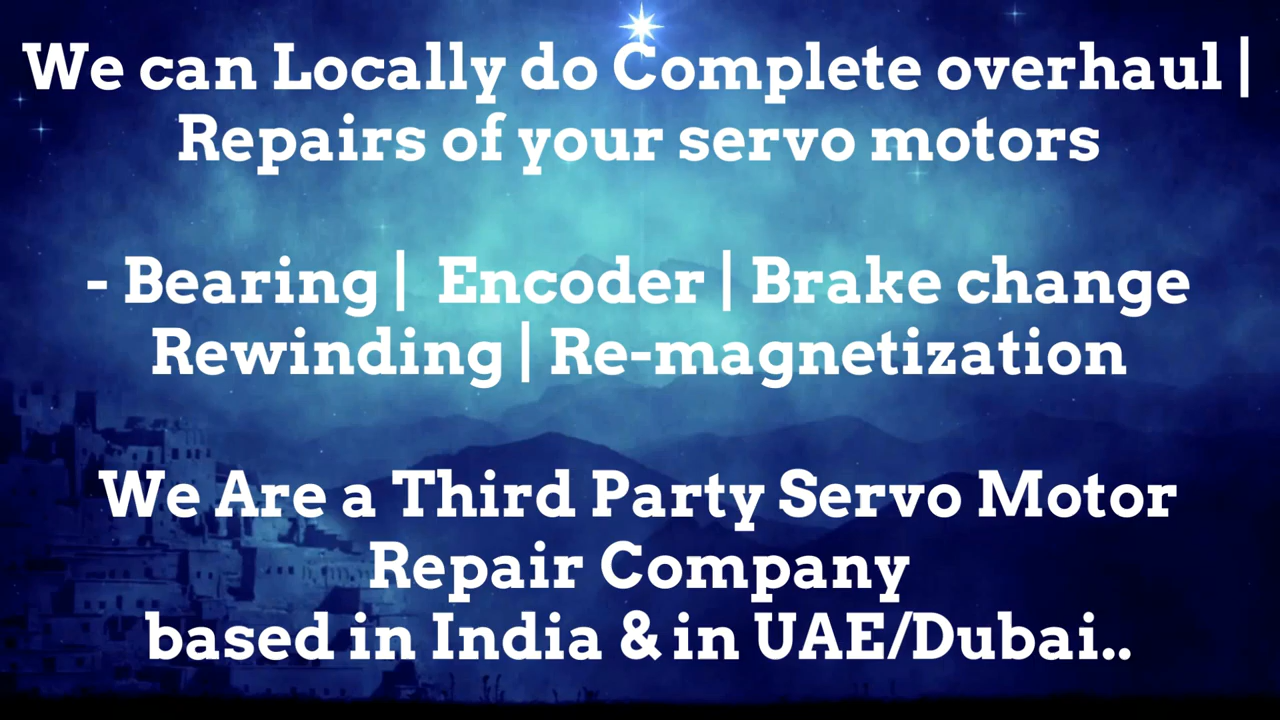 We can Locally do Complete overhaul |
Repairs of your servo motors
- Bearing | Encoder | Brake change
Rewinding | Re-magnetization
We Are a Third Party Servo Motor
Repair Company
based in India & in UAE/Dubai..